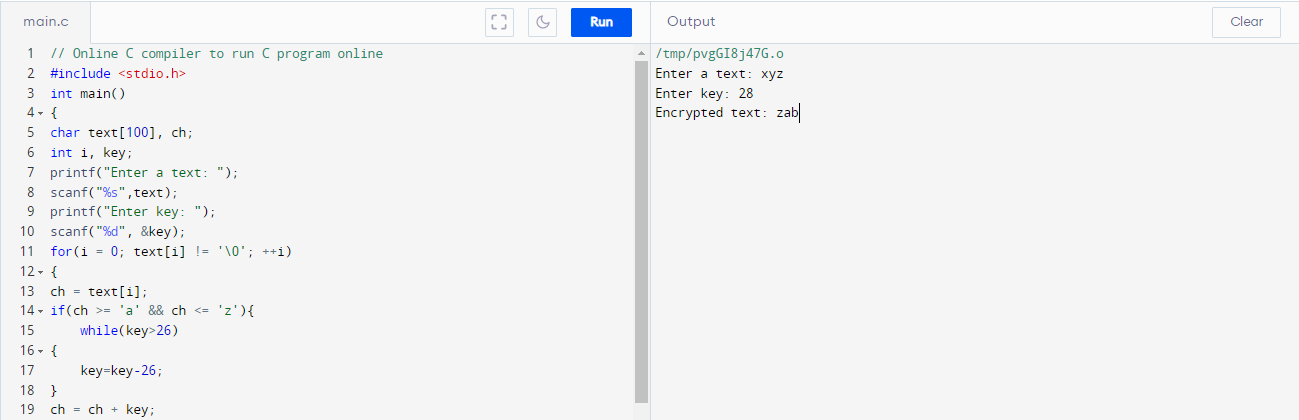 main.c Run Output Clear
1 // Online C compiler to run C program online
2 #include <stdio.h>
3 int main()
4 {
5 char text[100], ch;
6 int i, key;
7 printf("Enter a text: ");
8 scanf("%s",text);
9 printf("Enter key: ");
10 scanf("%d", &key);
11 for(i = 0; text[i] != '\0'; ++i)
12 {
13 ch = text[i];
14 if(ch >= 'a' && ch <= 'z'){
15     while(key>26)
16 {
17     key=key-26;
18 }
19 ch = ch + key;
/tmp/pvgGI8j47G.o
Enter a text: xyz
Enter key: 28
Encrypted text: zab